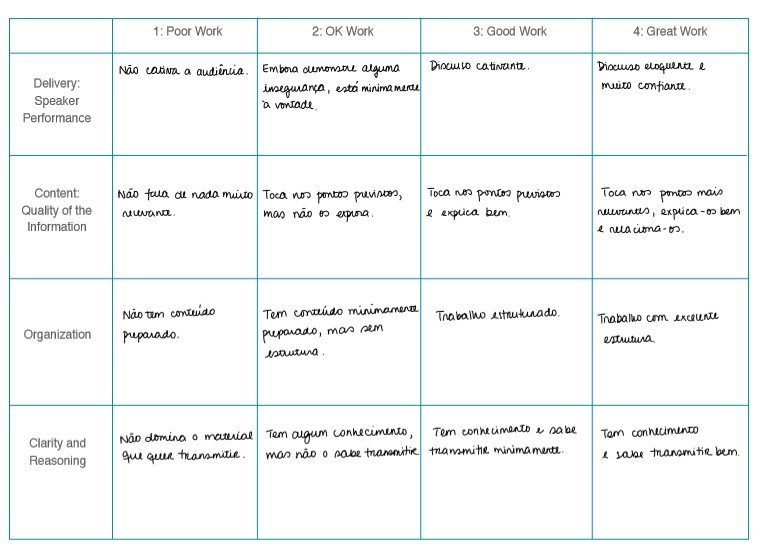 1: Poor Work
2: OK Work
3: Good Work
4: Great Work
Delivery:
Speaker
Performance
Não cativa a audiência.
Embora demonstre alguma
insegurança, está minimamente
à vontade.
Discurso cativante.
Discurso eloquente e
muito confiante.
Content:
Quality of the
Information
Não fala de nada muito
relevante.
Toca nos pontos previstos,
mas não os explora.
Toca nos pontos previstos
e explica bem.
Toca nos pontos mais
relevantes, explica-os bem
e relaciona-os.
Organization
Não tem conteúdo
preparado.
Tem conteúdo minimamente
preparado, mas sem
estrutura.
Trabalho estruturado.
Trabalho com excelente
estrutura.
Clarity and
Reasoning
Não domina o material
que quer transmitir.
Tem algum conhecimento,
mas não o sabe transmitir.
Tem conhecimento e sabe
transmitir minimamente.
Tem conhecimento
e sabe transmitir bem.